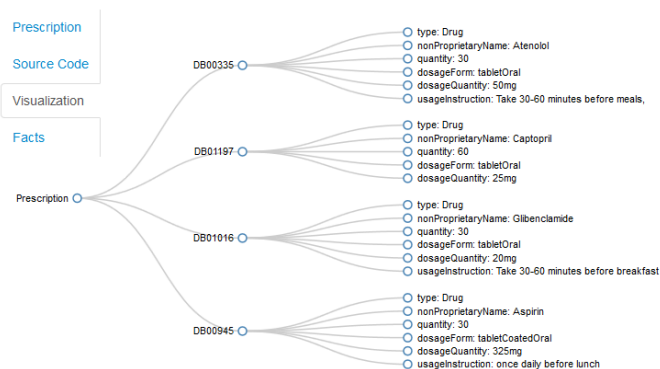 Prescription
Source Code
Visualization
Facts
Prescription
DB00335
type: Drug
nonProprietaryName: Atenolol
quantity: 30
dosageForm: tabletOral
dosageQuantity: 50mg
usageInstruction: Take 30-60 minutes before meals,
DB01197
type: Drug
nonProprietaryName: Captopril
quantity: 60
dosageForm: tabletOral
dosageQuantity: 25mg
DB01016
type: Drug
nonProprietaryName: Glibenclamide
quantity: 30
dosageForm: tabletOral
dosageQuantity: 20mg
usageInstruction: Take 30-60 minutes before breakfast
DB00945
type: Drug
nonProprietaryName: Aspirin
quantity: 30
dosageForm: tabletCoatedOral
dosageQuantity: 325mg
usageInstruction: once daily before lunch